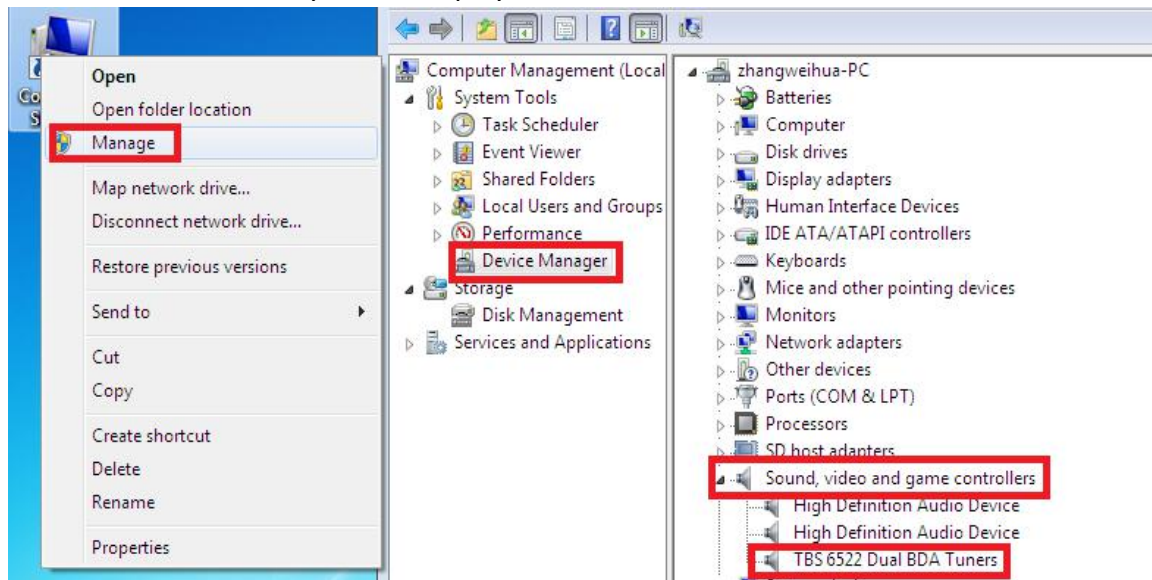 Co
S
Open
Open folder location
Manage
Map network drive...
Disconnect network drive...
Restore previous versions
Send to
Cut
Copy
Create shortcut
Delete
Rename
Properties
Computer Management (Local
System Tools
Task Scheduler
Event Viewer
Shared Folders
Local Users and Groups
Performance
Device Manager
Storage
Disk Management
Services and Applications
zhangweihua-PC
Batteries
Computer
Disk drives
Display adapters
Human Interface Devices
IDE ATA/ATAPI controllers
Keyboards
Mice and other pointing devices
Monitors
Network adapters
Other devices
Ports (COM & LPT)
Processors
SD host adapters
Sound, video and game controllers
High Definition Audio Device
High Definition Audio Device
TBS 6522 Dual BDA Tuners